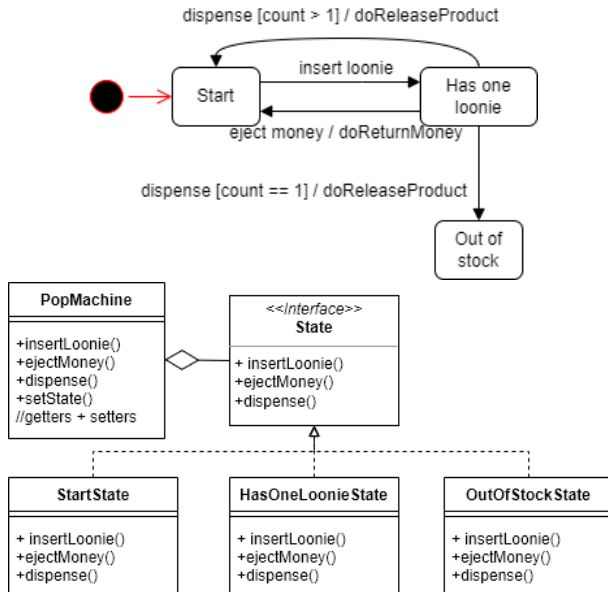 dispense [count > 1] / doReleaseProduct
insert loonie
Start
Has one
loonie
eject money / doReturnMoney
dispense [count == 1] / doReleaseProduct
Out of
stock
PopMachine
+insertLoonie()
+ejectMoney()
+dispense()
+setState()
//getters + setters
<<Interface>>
State
+ insertLoonie()
+ejectMoney()
+dispense()
StartState
+ insertLoonie()
+ejectMoney()
+dispense()
HasOneLoonieState
+ insertLoonie()
+ejectMoney()
+dispense()
OutOfStockState
+ insertLoonie()
+ejectMoney()
+dispense()